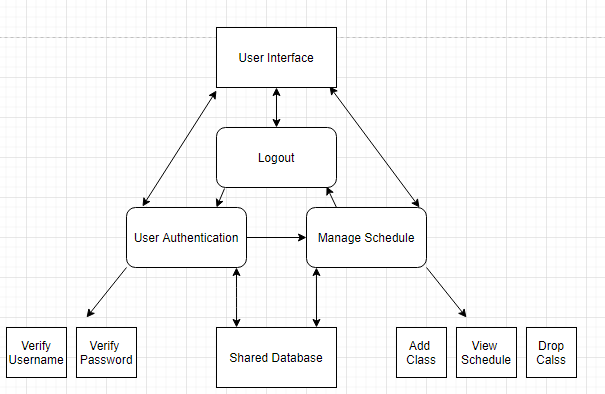 User Interface
Logout
User Authentication
Manage Schedule
Verify
Username
Verify
Password
Shared Database
Add
Class
View
Schedule
Drop
Calss